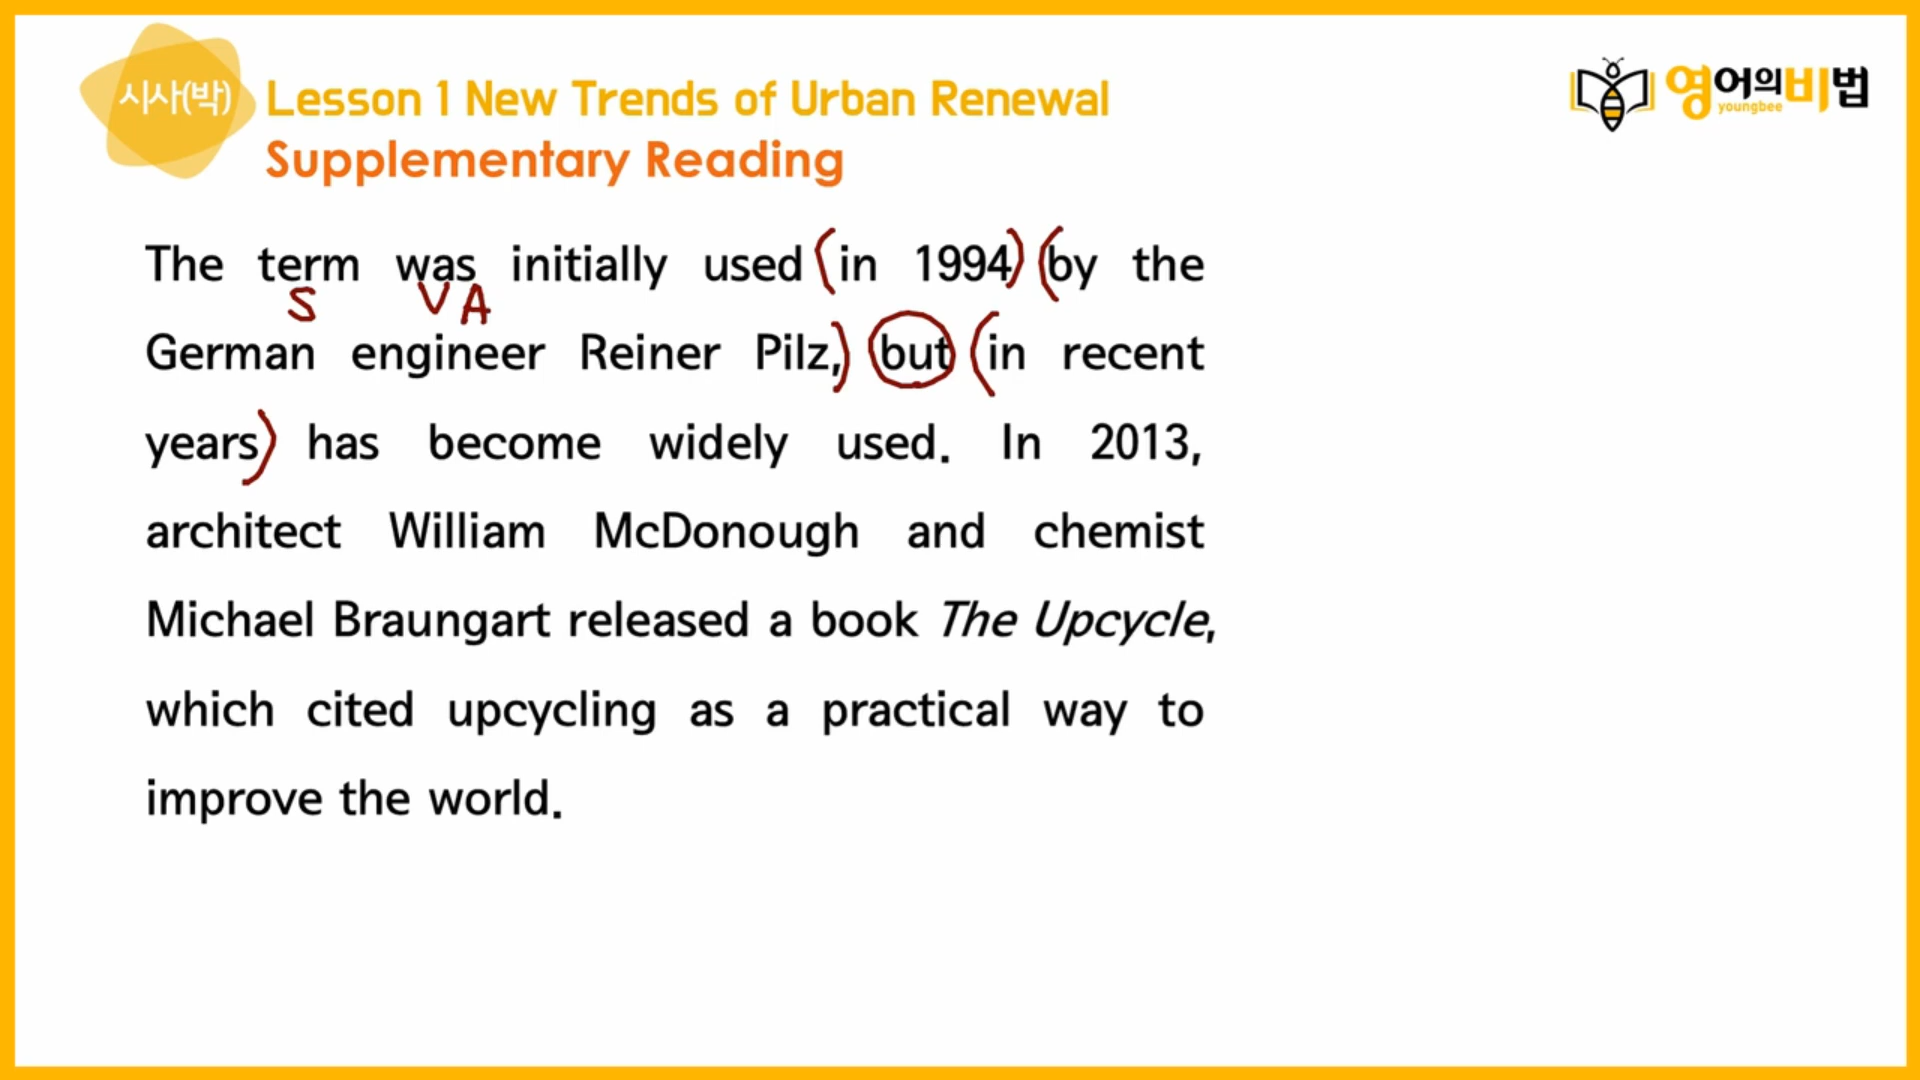 시사(박)
Lesson 1 New Trends of Urban Renewal
Supplementary Reading
영어의비법
youngbee
The term was initially used (in 1994) (by the
S V A
German engineer Reiner Pilz,) but (in recent
years) has become widely used. In 2013,
architect William McDonough and chemist
Michael Braungart released a book The Upcycle,
which cited upcycling as a practical way to
improve the world.